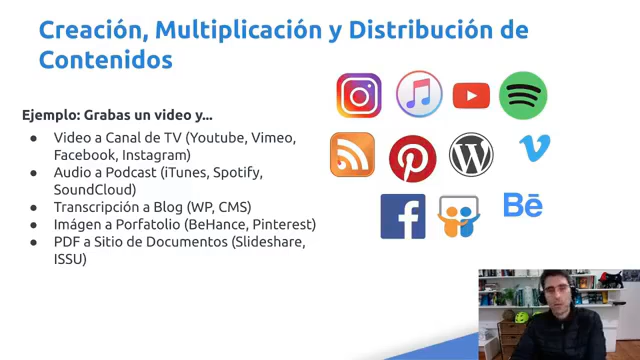 Creación, Multiplicación y Distribución de
Contenidos
Ejemplo: Grabas un video y...
● Video a Canal de TV (Youtube, Vimeo,
Facebook, Instagram)
● Audio a Podcast (iTunes, Spotify,
SoundCloud)
● Transcripción a Blog (WP, CMS)
● Imágen a Porfatolio (BeHance, Pinterest)
● PDF a Sitio de Documentos (Slideshare,
ISSU)
Bē